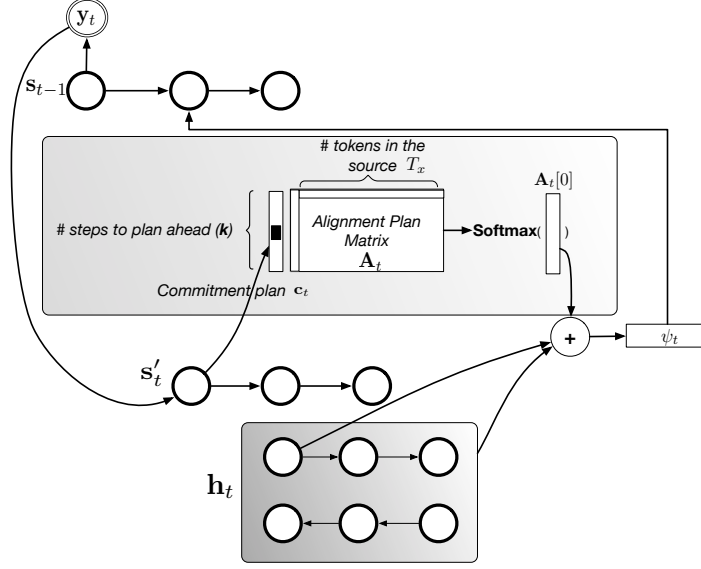 y_t
s_{t−1}
# tokens in the
source T_x
A_t[0]
# steps to plan ahead (k)
Alignment Plan
Matrix
A_t
Softmax( )
Commitment plan c_t
+
ψ_t
s′_t
h_t